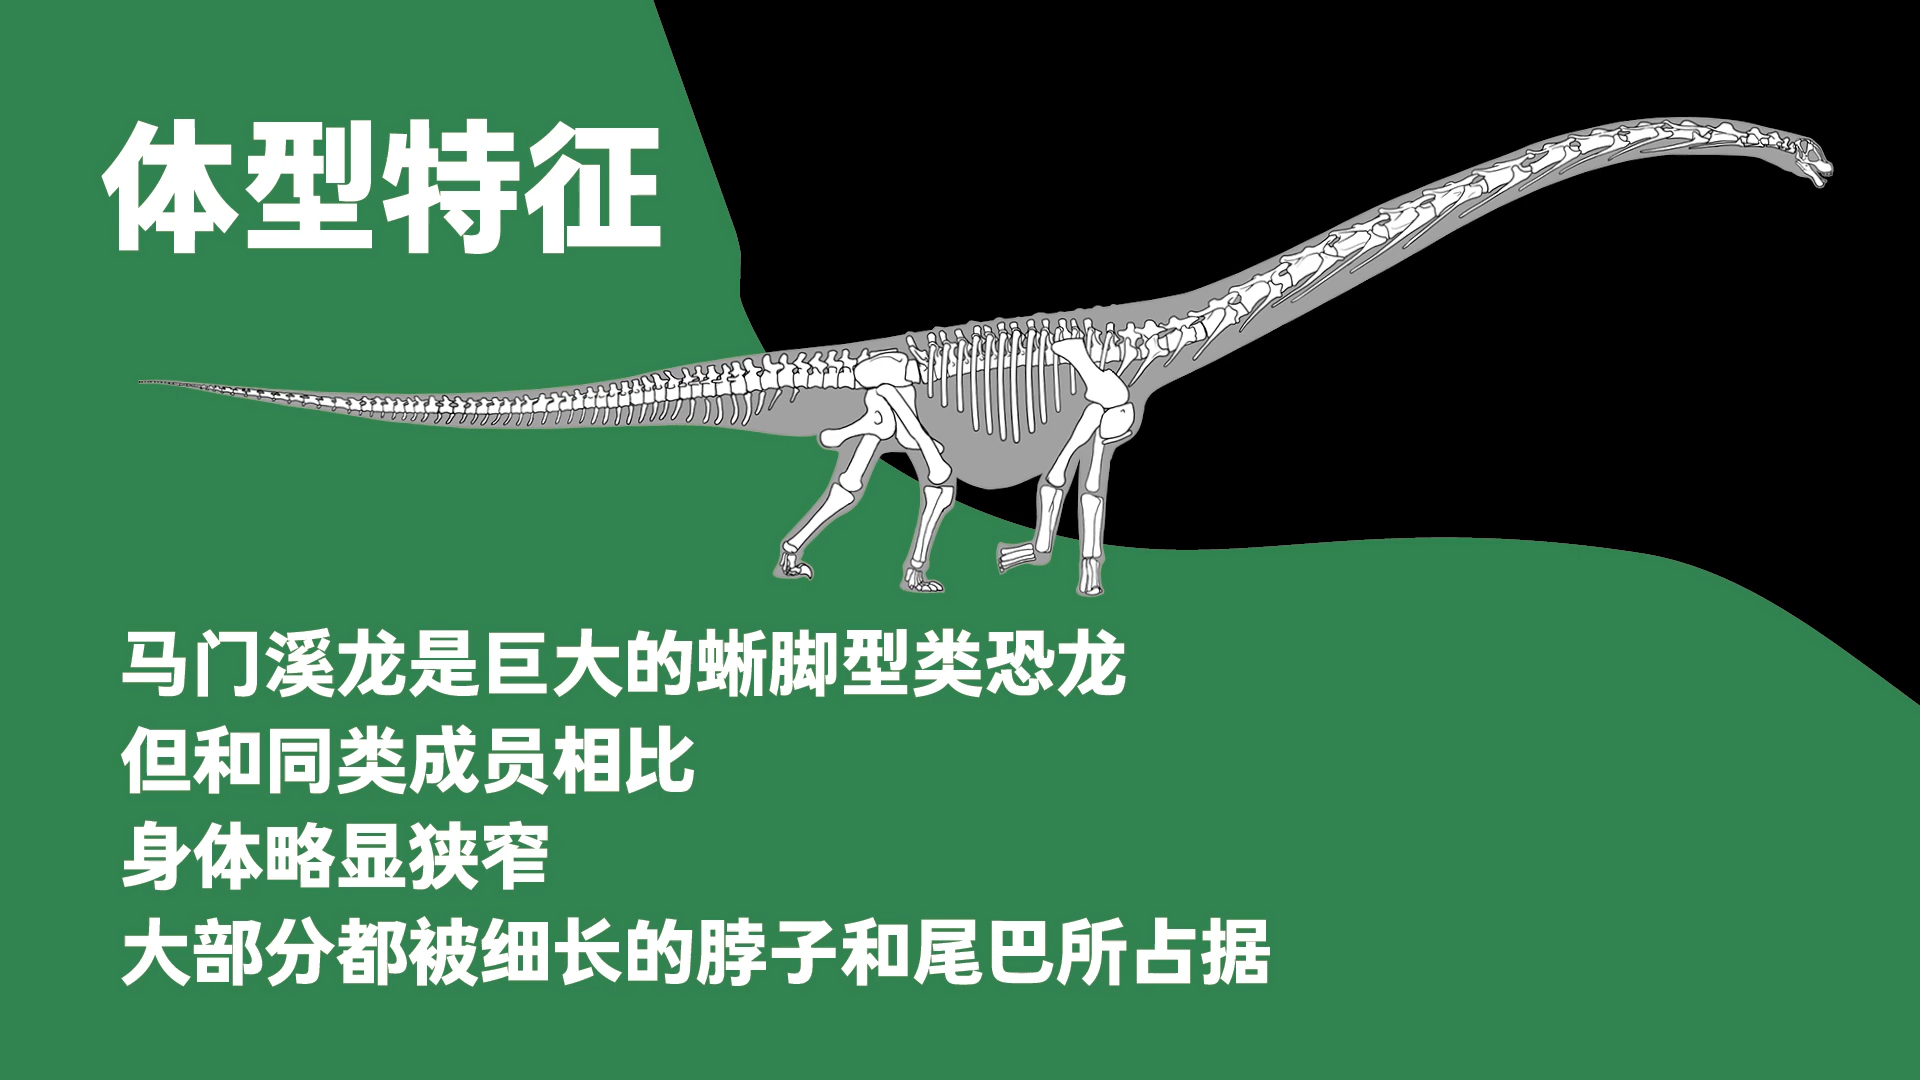 体型特征
马门溪龙是巨大的蜥脚型类恐龙
但和同类成员相比
身体略显狭窄
大部分都被细长的脖子和尾巴所占据